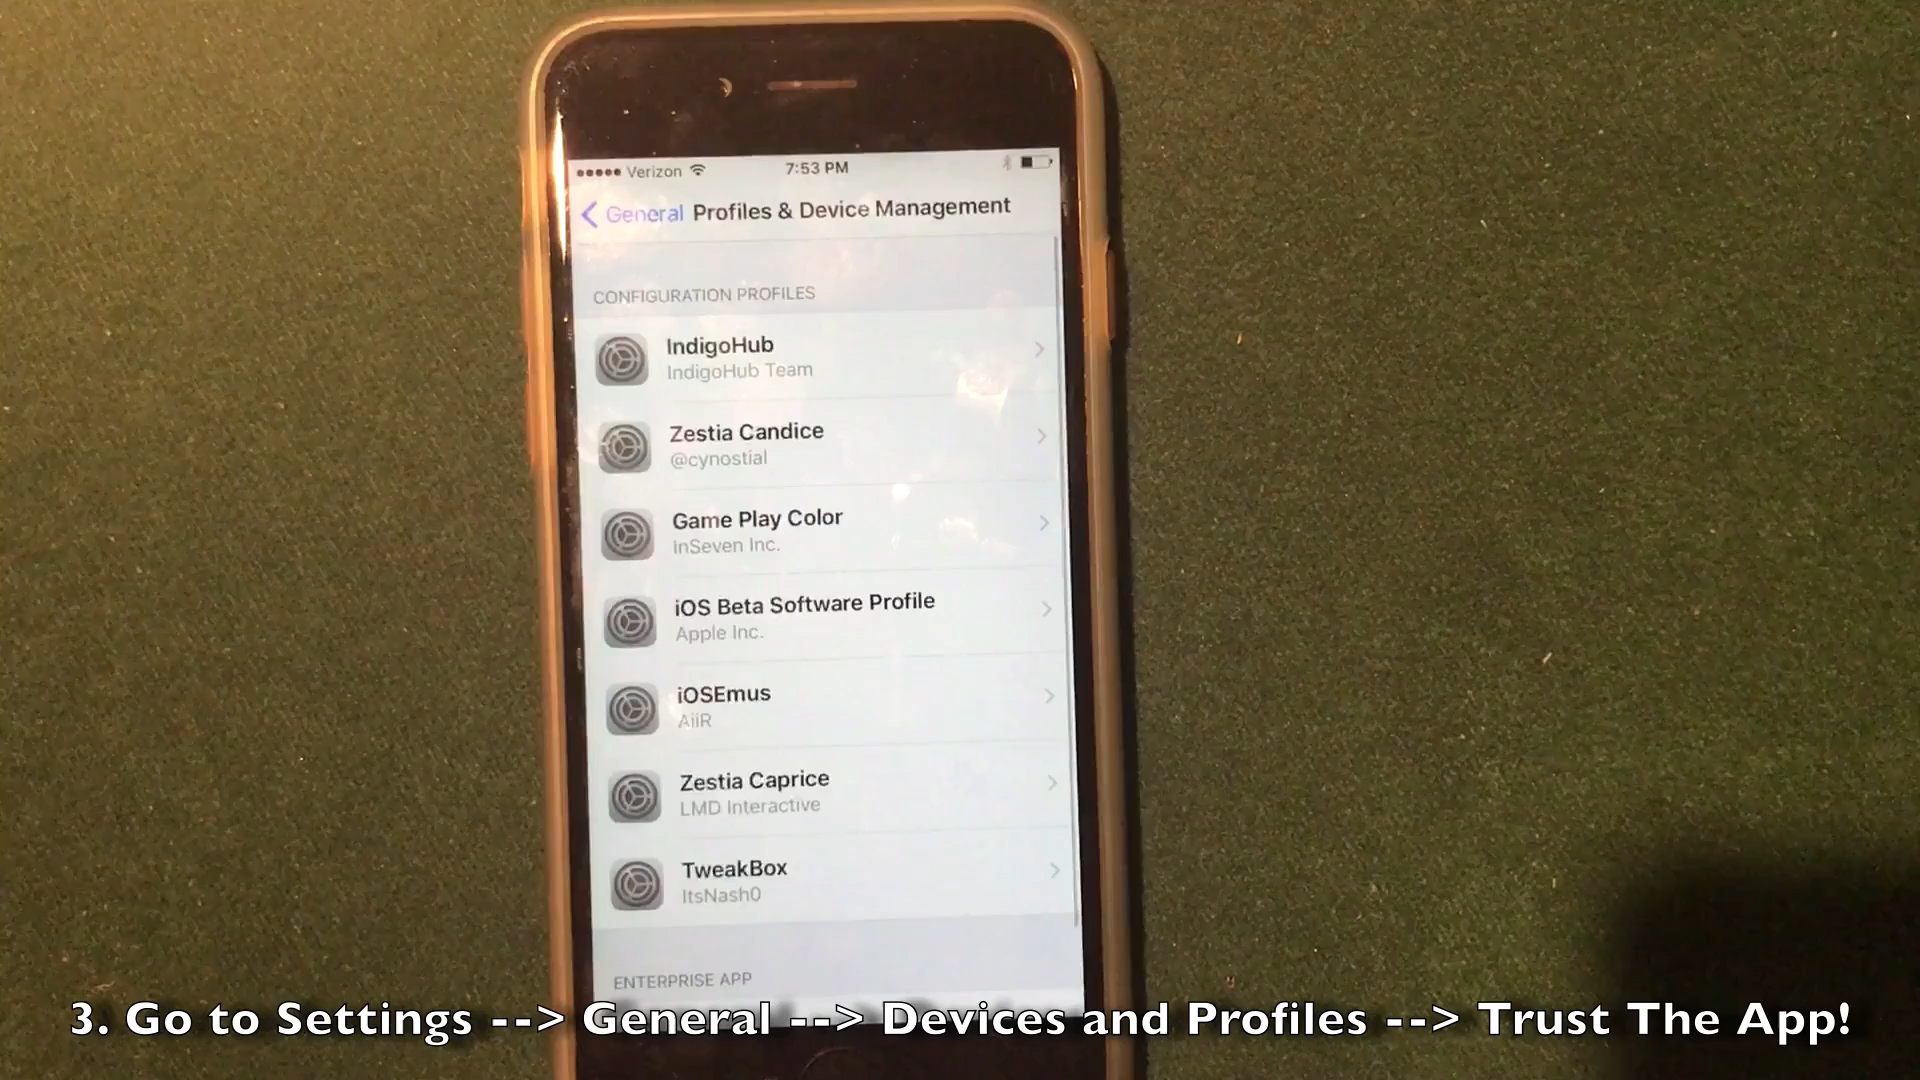 Verizon 7:53 PM
General Profiles & Device Management
CONFIGURATION PROFILES
IndigoHub
IndigoHub Team
Zestia Candice
@cynostial
Game Play Color
InSeven Inc.
iOS Beta Software Profile
Apple Inc.
iOSEmus
AiiR
Zestia Caprice
LMD Interactive
TweakBox
ItsNash0
ENTERPRISE APP
3. Go to Settings --> General --> Devices and Profiles --> Trust The App!